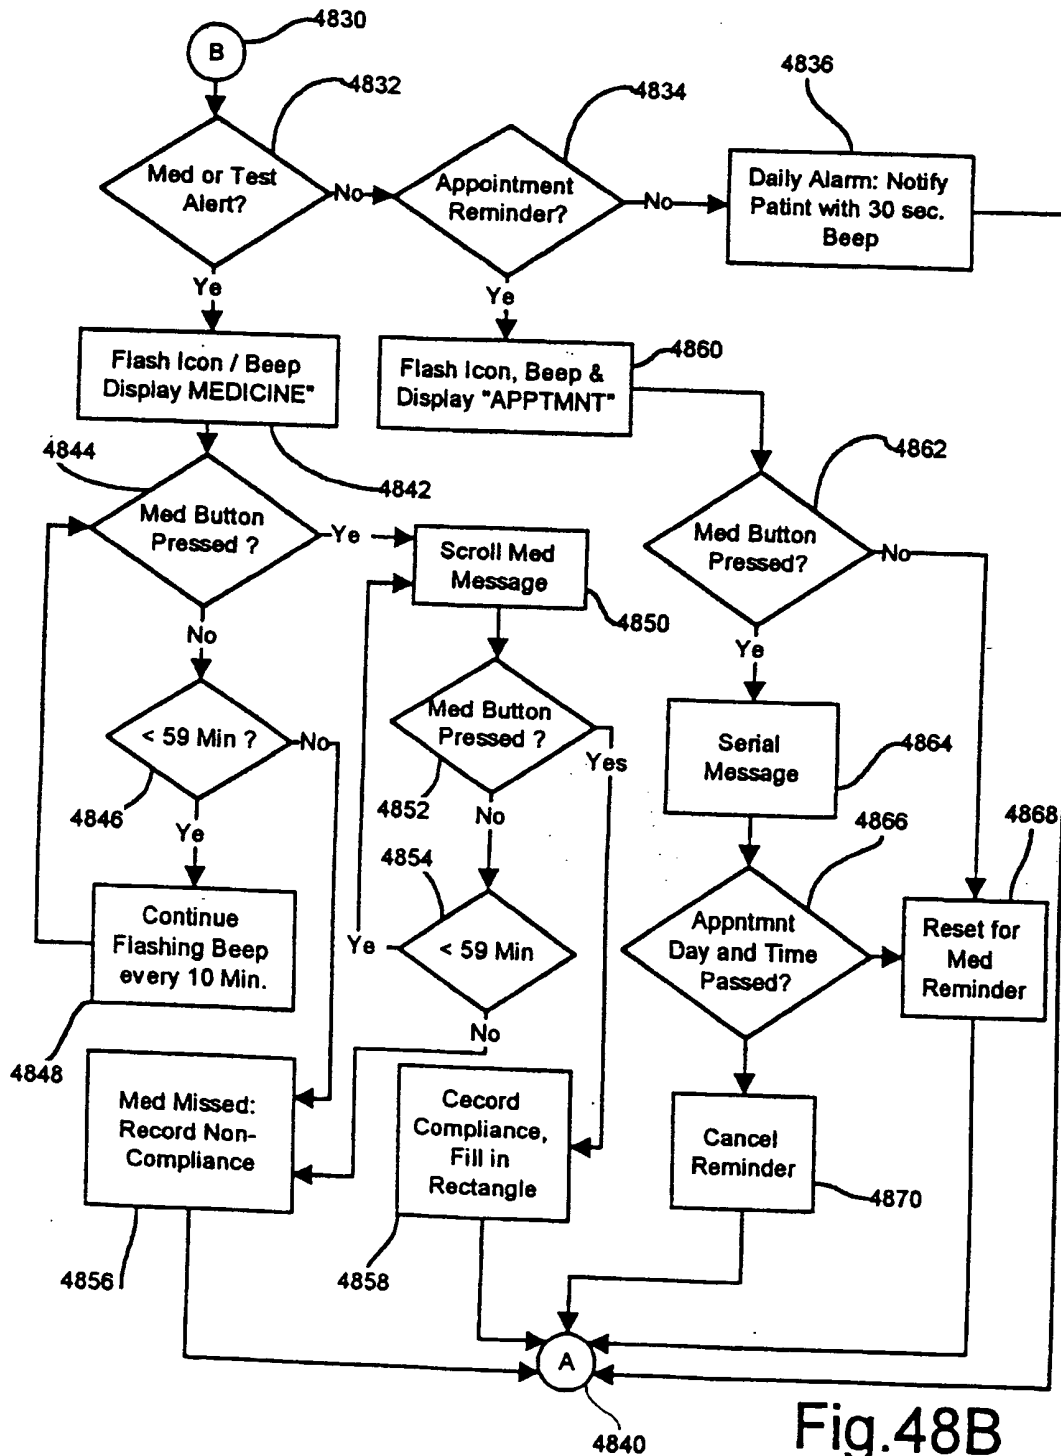 4830
B
4832
4834
4836
Med or Test
Alert?
No
Appointment
Reminder?
No
Daily Alarm: Notify
Patint with 30 sec.
Beep
Ye
Ye
Flash Icon / Beep
Display MEDICINE"
Flash Icon, Beep &
Display "APPTMNT"
4860
4844
4842
4862
Med Button
Pressed ?
Ye
Scroll Med
Message
4850
Med Button
Pressed?
No
No
Ye
< 59 Min ?
No
4846
Ye
Med Button
Pressed ?
Yes
4852
No
Serial
Message
4864
4866
4868
4854
Continue
Flashing Beep
every 10 Min.
4848
Ye
< 59 Min
No
Appntmnt
Day and Time
Passed?
Reset for
Med
Reminder
Med Missed:
Record Non-
Compliance
4856
Cecord
Compliance,
Fill in
Rectangle
4858
Cancel
Reminder
4870
A
4840
Fig.48B